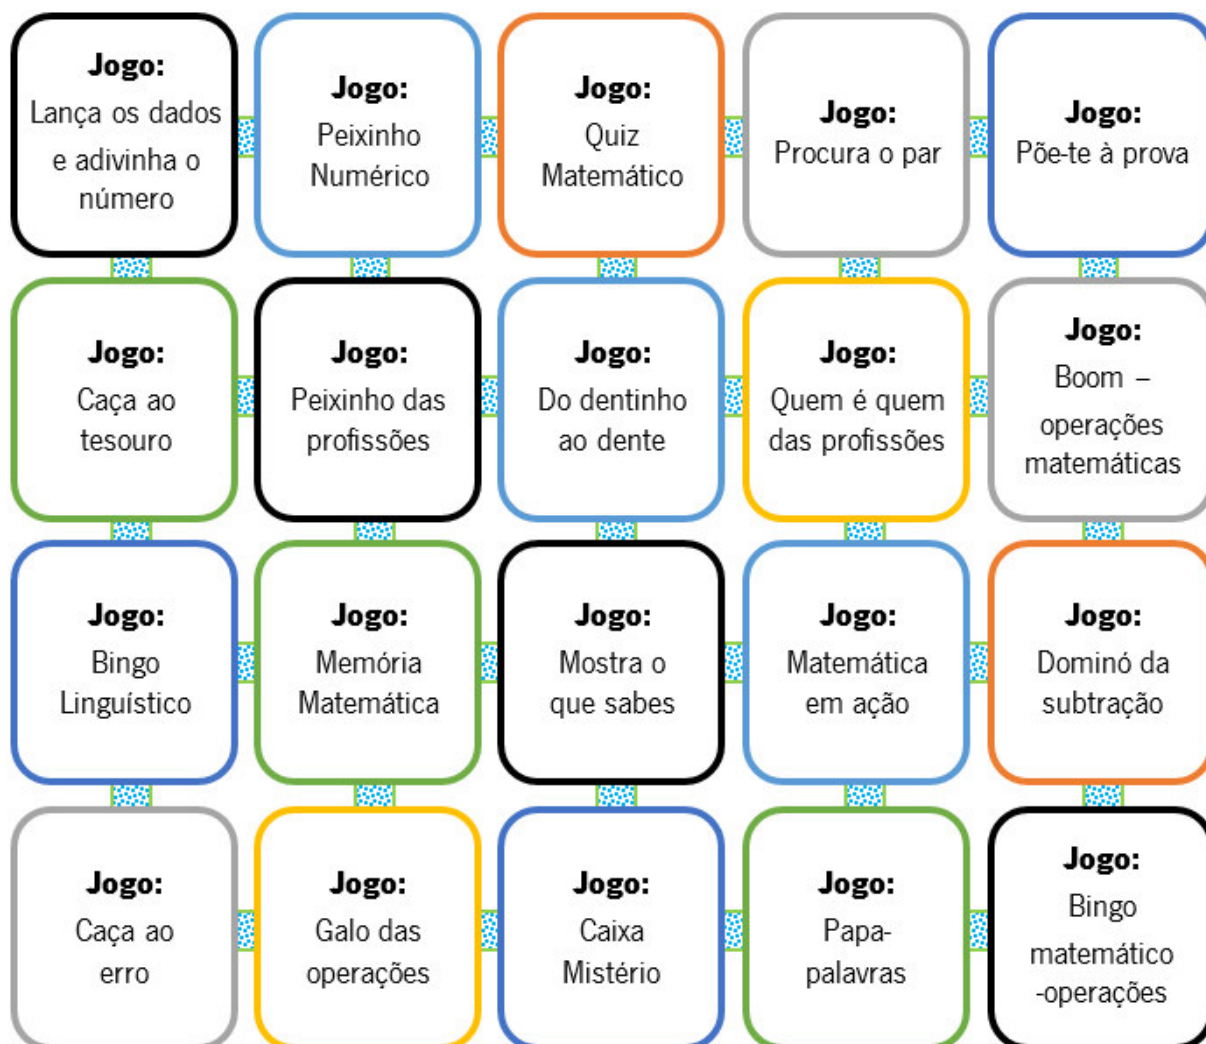 Jogo:
Lança os dados
e adivinha o
número
Jogo:
Peixinho
Numérico
Jogo:
Quiz
Matemático
Jogo:
Procura o par
Jogo:
Põe-te à prova
Jogo:
Caça ao
tesouro
Jogo:
Peixinho das
profissões
Jogo:
Do dentinho
ao dente
Jogo:
Quem é quem
das profissões
Jogo:
Boom –
operações
matemáticas
Jogo:
Bingo
Linguístico
Jogo:
Memória
Matemática
Jogo:
Mostra o
que sabes
Jogo:
Matemática
em ação
Jogo:
Dominó da
subtração
Jogo:
Caça ao
erro
Jogo:
Galo das
operações
Jogo:
Caixa
Mistério
Jogo:
Papa-
palavras
Jogo:
Bingo
matemático
-operações